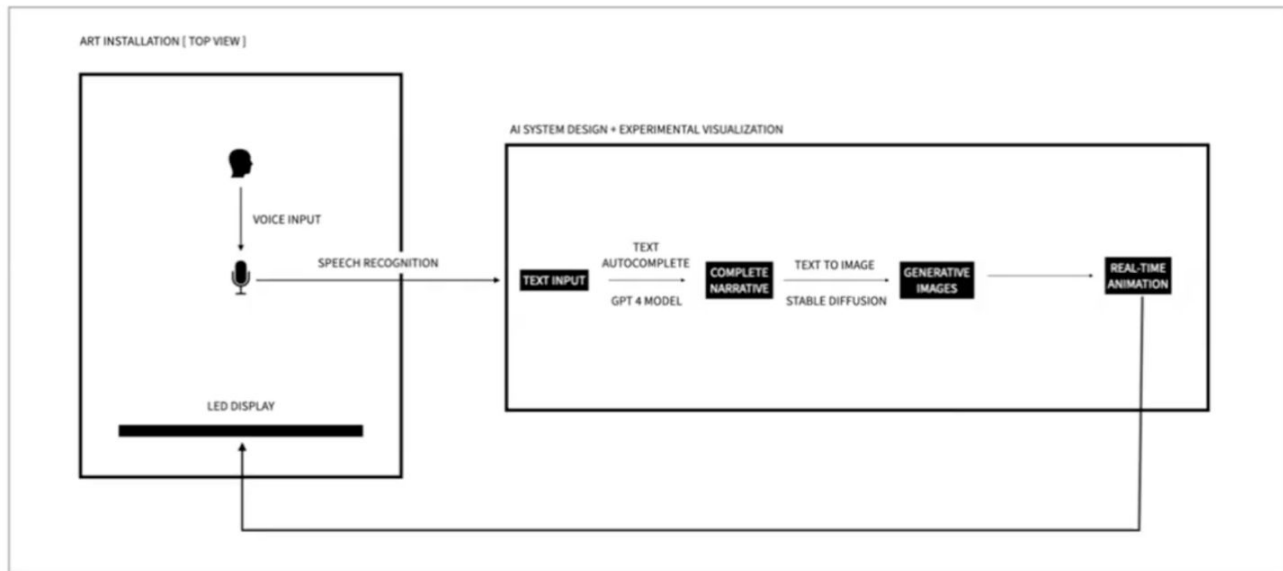 ART INSTALLATION [ TOP VIEW ]
AI SYSTEM DESIGN + EXPERIMENTAL VISUALIZATION
VOICE INPUT
SPEECH RECOGNITION
TEXT INPUT
TEXT
AUTOCOMPLETE
GPT 4 MODEL
COMPLETE
NARRATIVE
TEXT TO IMAGE
STABLE DIFFUSION
GENERATIVE
IMAGES
REAL-TIME
ANIMATION
LED DISPLAY